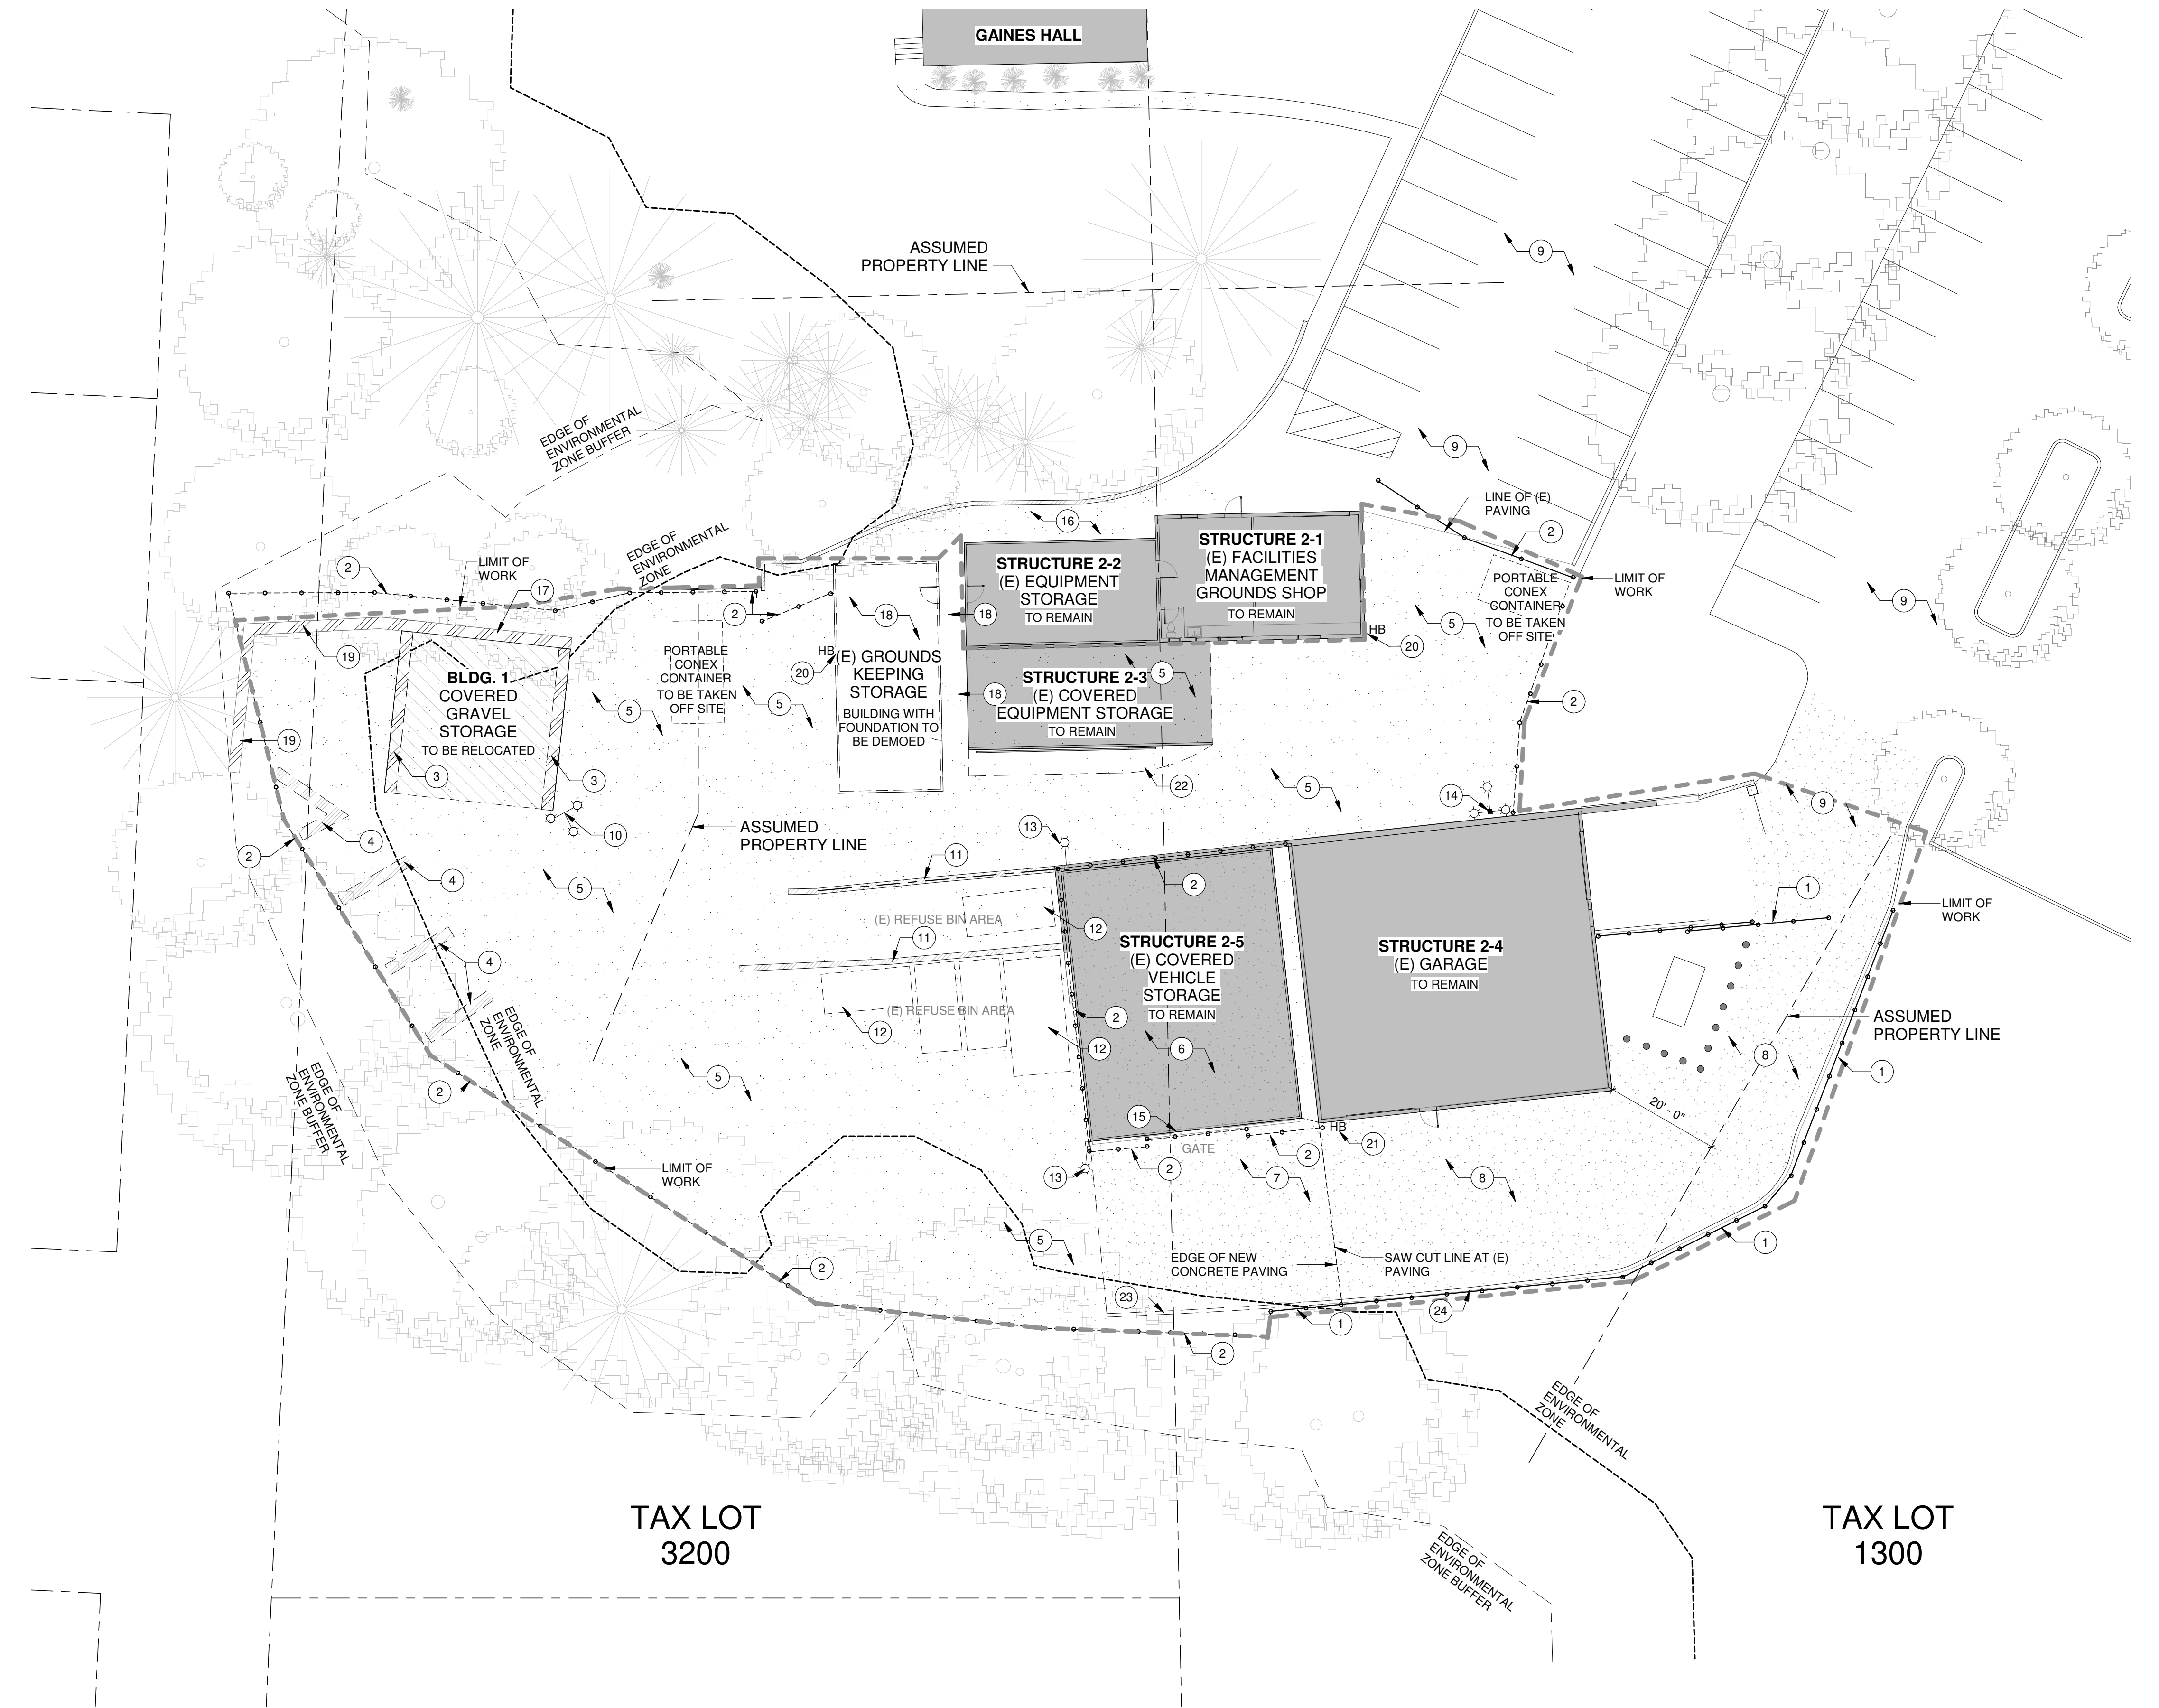 GAINES HALL
ASSUMED
PROPERTY LINE
9
EDGE OF
ENVIRONMENTAL
ZONE BUFFER
9
LINE OF (E)
PAVING
2
16
EDGE OF
ENVIRONMENTAL
ZONE
2
LIMIT OF
WORK
17
STRUCTURE 2-2
(E) EQUIPMENT
STORAGE
TO REMAIN
STRUCTURE 2-1
(E) FACILITIES
MANAGEMENT
GROUNDS SHOP
TO REMAIN
PORTABLE
CONEX
CONTAINER
TO BE TAKEN
OFF SITE
LIMIT OF
WORK
9
2
18
18
5
HB
20
19
PORTABLE
CONEX
CONTAINER
TO BE TAKEN
OFF SITE
HB
20
(E) GROUNDS
KEEPING
STORAGE
BUILDING WITH
FOUNDATION TO
BE DEMOED
18
STRUCTURE 2-3
(E) COVERED
EQUIPMENT STORAGE
TO REMAIN
5
BLDG. 1
COVERED
GRAVEL
STORAGE
TO BE RELOCATED
5
5
2
19
3
3
22
5
14
9
10
4
2
ASSUMED
PROPERTY LINE
13
11
4
5
2
1
(E) REFUSE BIN AREA
12
11
LIMIT OF
WORK
4
STRUCTURE 2-5
(E) COVERED
VEHICLE
STORAGE
TO REMAIN
STRUCTURE 2-4
(E) GARAGE
TO REMAIN
(E) REFUSE BIN AREA
12
2
12
6
ASSUMED
PROPERTY LINE
8
1
EDGE OF
ENVIRONMENTAL
ZONE
EDGE OF
ENVIRONMENTAL
ZONE BUFFER
5
2
20' - 0"
15
HB
21
GATE
2
2
13
7
8
LIMIT OF
WORK
5
1
2
EDGE OF NEW
CONCRETE PAVING
SAW CUT LINE AT (E)
PAVING
23
24
1
2
EDGE OF
ENVIRONMENTAL
ZONE
TAX LOT
3200
TAX LOT
1300
EDGE OF
ENVIRONMENTAL
ZONE BUFFER